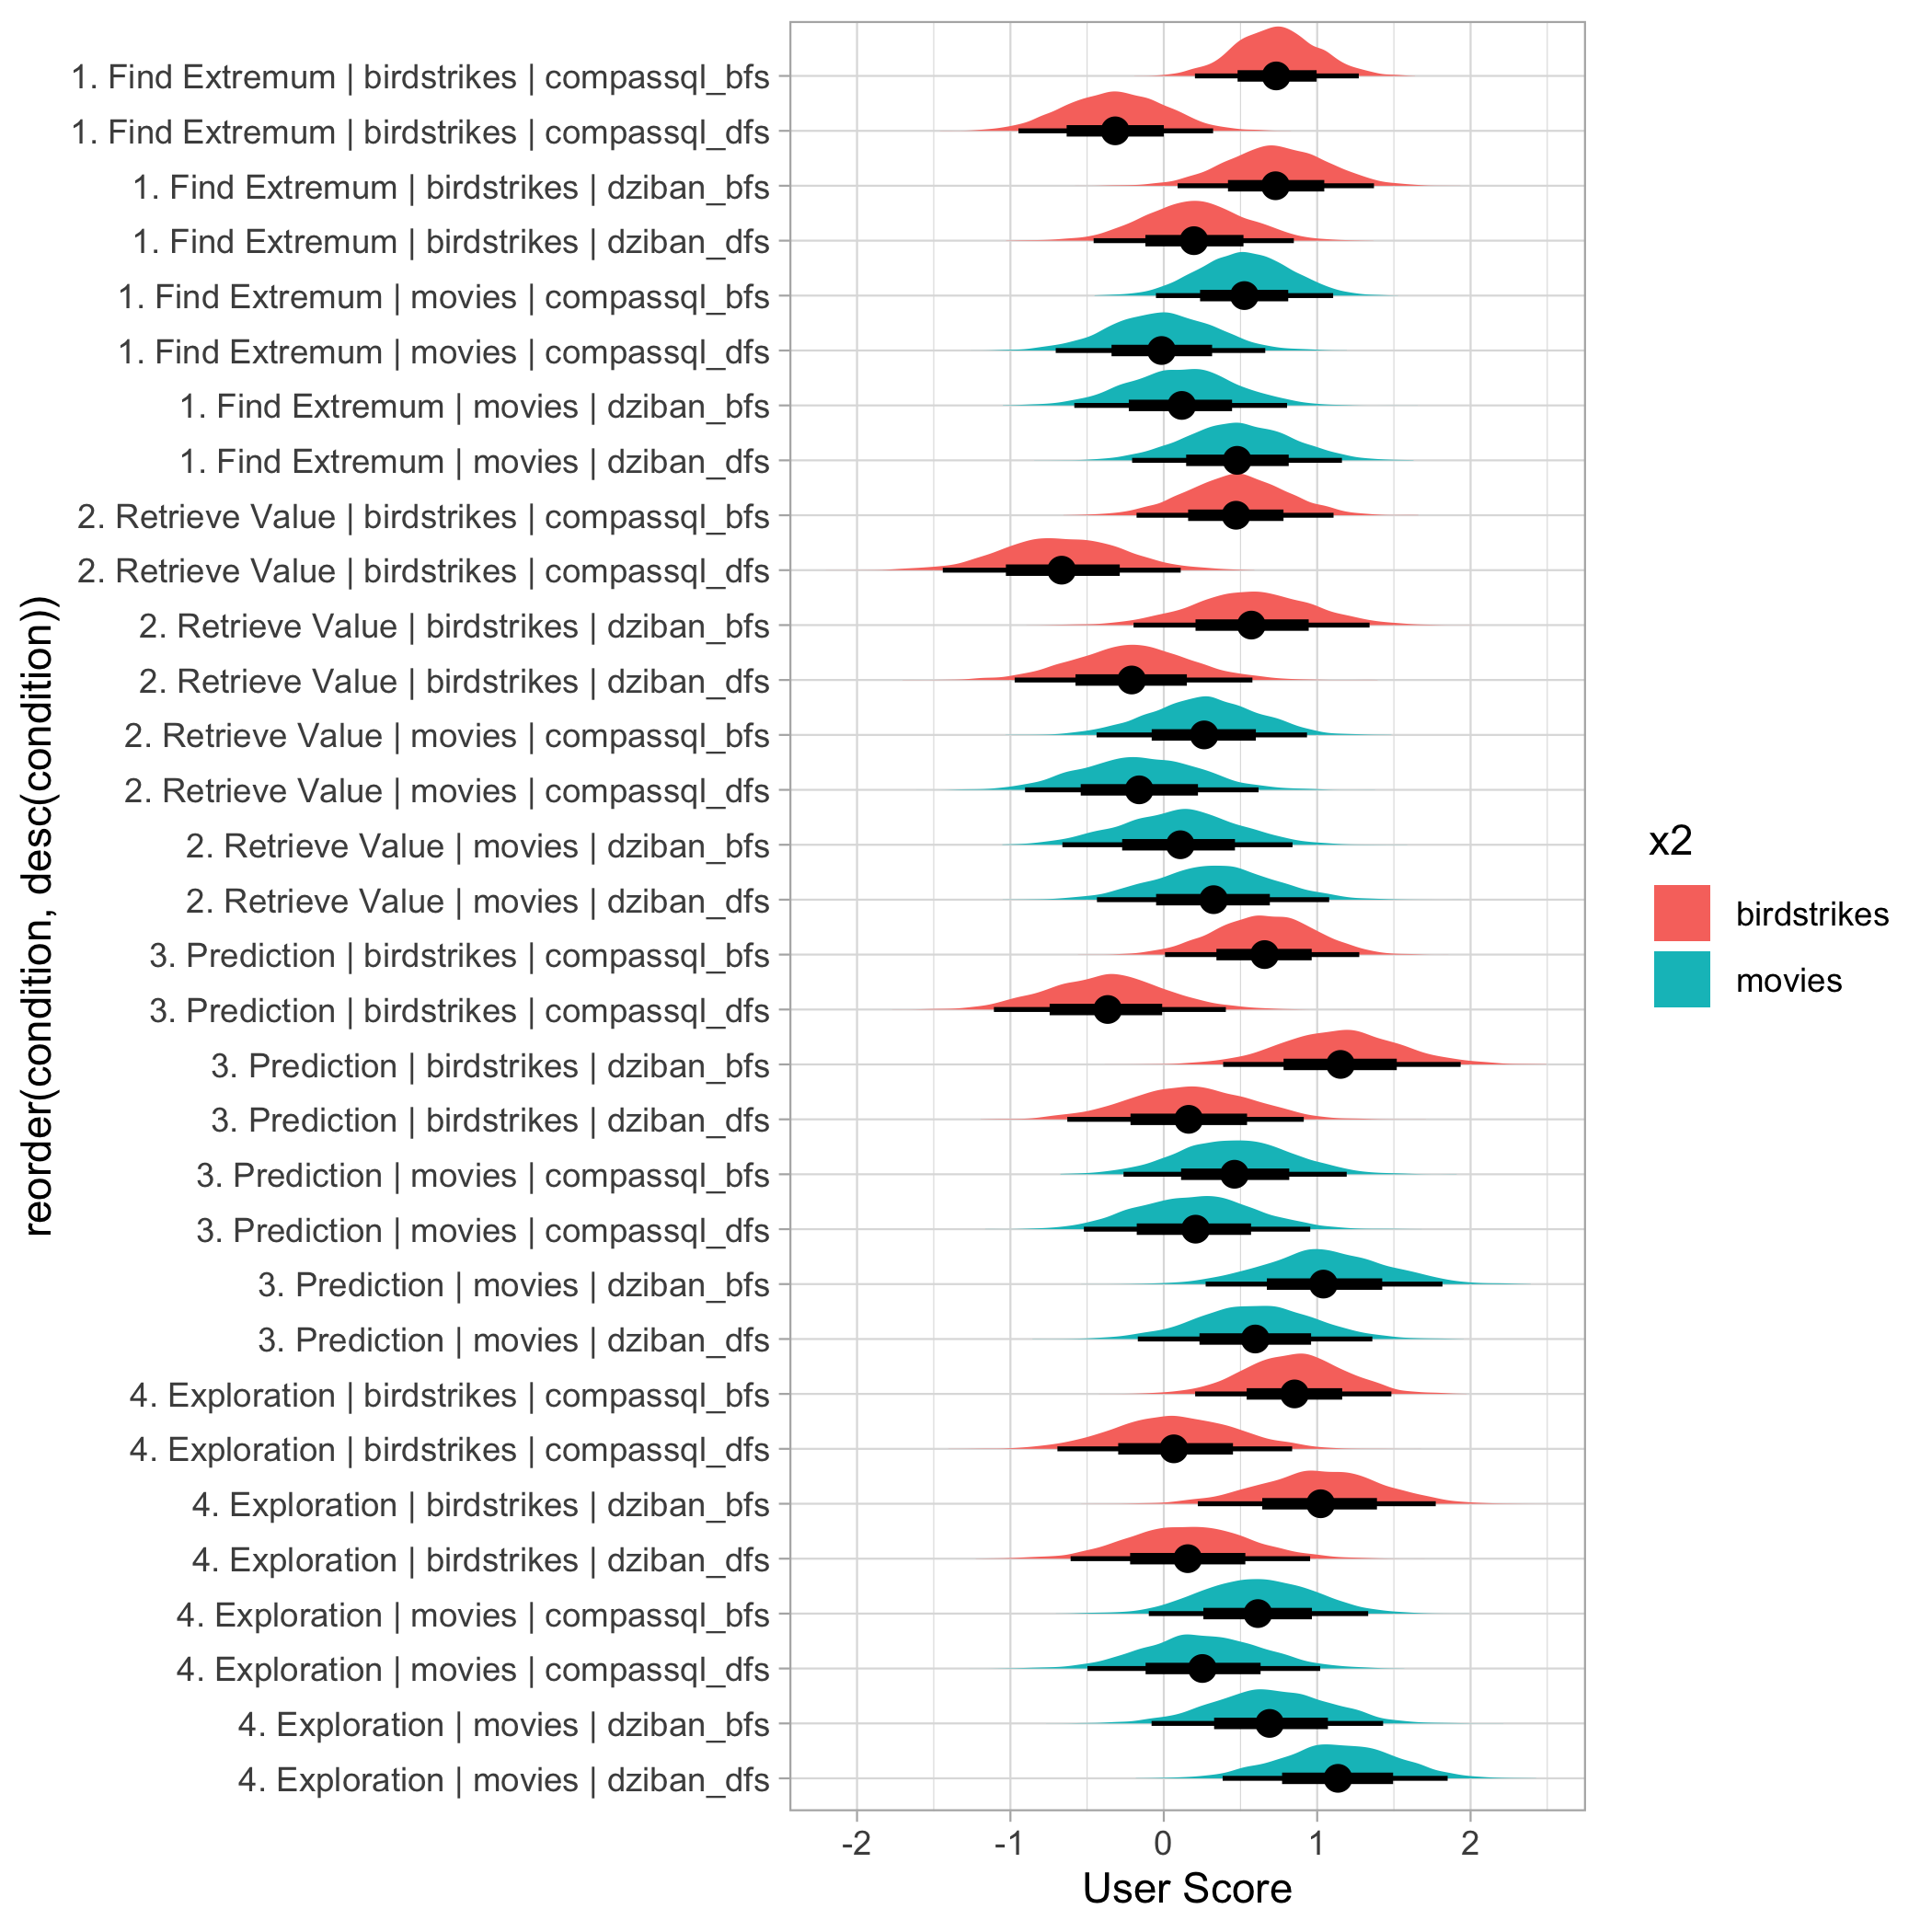 1. Find Extremum | birdstrikes | compassql_bfs
1. Find Extremum | birdstrikes | compassql_dfs
1. Find Extremum | birdstrikes | dziban_bfs
1. Find Extremum | birdstrikes | dziban_dfs
1. Find Extremum | movies | compassql_bfs
1. Find Extremum | movies | compassql_dfs
1. Find Extremum | movies | dziban_bfs
1. Find Extremum | movies | dziban_dfs
2. Retrieve Value | birdstrikes | compassql_bfs
2. Retrieve Value | birdstrikes | compassql_dfs
2. Retrieve Value | birdstrikes | dziban_bfs
2. Retrieve Value | birdstrikes | dziban_dfs
2. Retrieve Value | movies | compassql_bfs
2. Retrieve Value | movies | compassql_dfs
2. Retrieve Value | movies | dziban_bfs
2. Retrieve Value | movies | dziban_dfs
3. Prediction | birdstrikes | compassql_bfs
3. Prediction | birdstrikes | compassql_dfs
3. Prediction | birdstrikes | dziban_bfs
3. Prediction | birdstrikes | dziban_dfs
3. Prediction | movies | compassql_bfs
3. Prediction | movies | compassql_dfs
3. Prediction | movies | dziban_bfs
3. Prediction | movies | dziban_dfs
4. Exploration | birdstrikes | compassql_bfs
4. Exploration | birdstrikes | compassql_dfs
4. Exploration | birdstrikes | dziban_bfs
4. Exploration | birdstrikes | dziban_dfs
4. Exploration | movies | compassql_bfs
4. Exploration | movies | compassql_dfs
4. Exploration | movies | dziban_bfs
4. Exploration | movies | dziban_dfs
reorder(condition, desc(condition))
-2 -1 0 1 2
User Score
x2
birdstrikes
movies